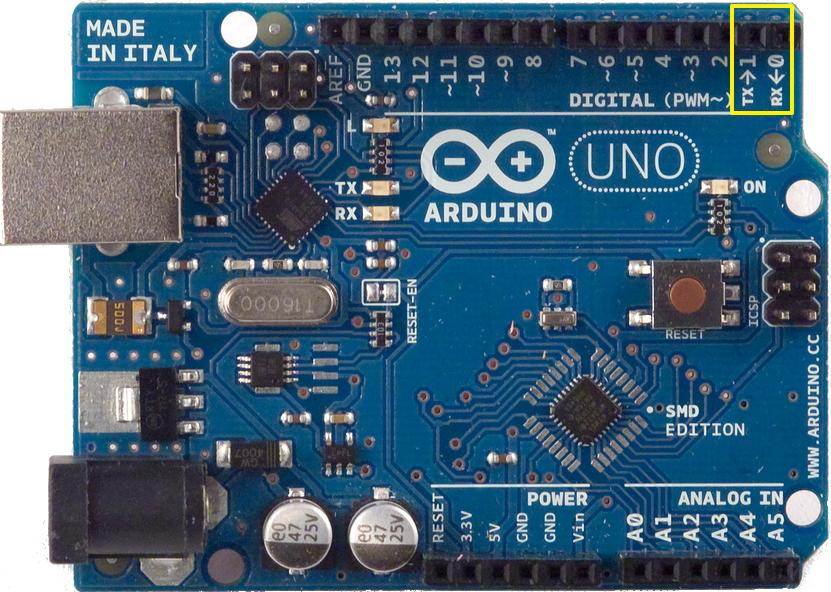 MADE
IN ITALY
AREF
GND
13
12
~11
~10
~9
8
7
~6
~5
4
~3
2
TX→1
RX←0
DIGITAL (PWM~)
L
TX
RX
™
UNO
ARDUINO
ON
T16000
RESET-EN
RESET
ICSP
SMD
EDITION
WWW.ARDUINO.CC
GW
4007
e0
47
25V
e0
47
25V
POWER
ANALOG IN
RESET
3.3V
5V
GND
GND
Vin
A0
A1
A2
A3
A4
A5